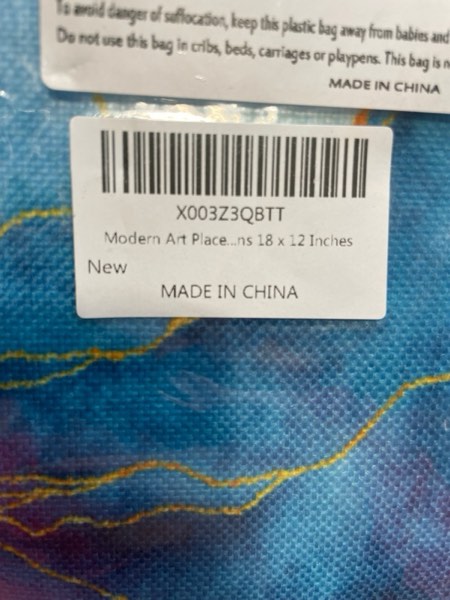 To avoid danger of suffocation, keep this plastic bag away from babies and
Do not use this bag in cribs, beds, carriages or playpens. This bag is n
MADE IN CHINA
X003Z3QBTT
Modern Art Place...ns 18 x 12 Inches
New
MADE IN CHINA